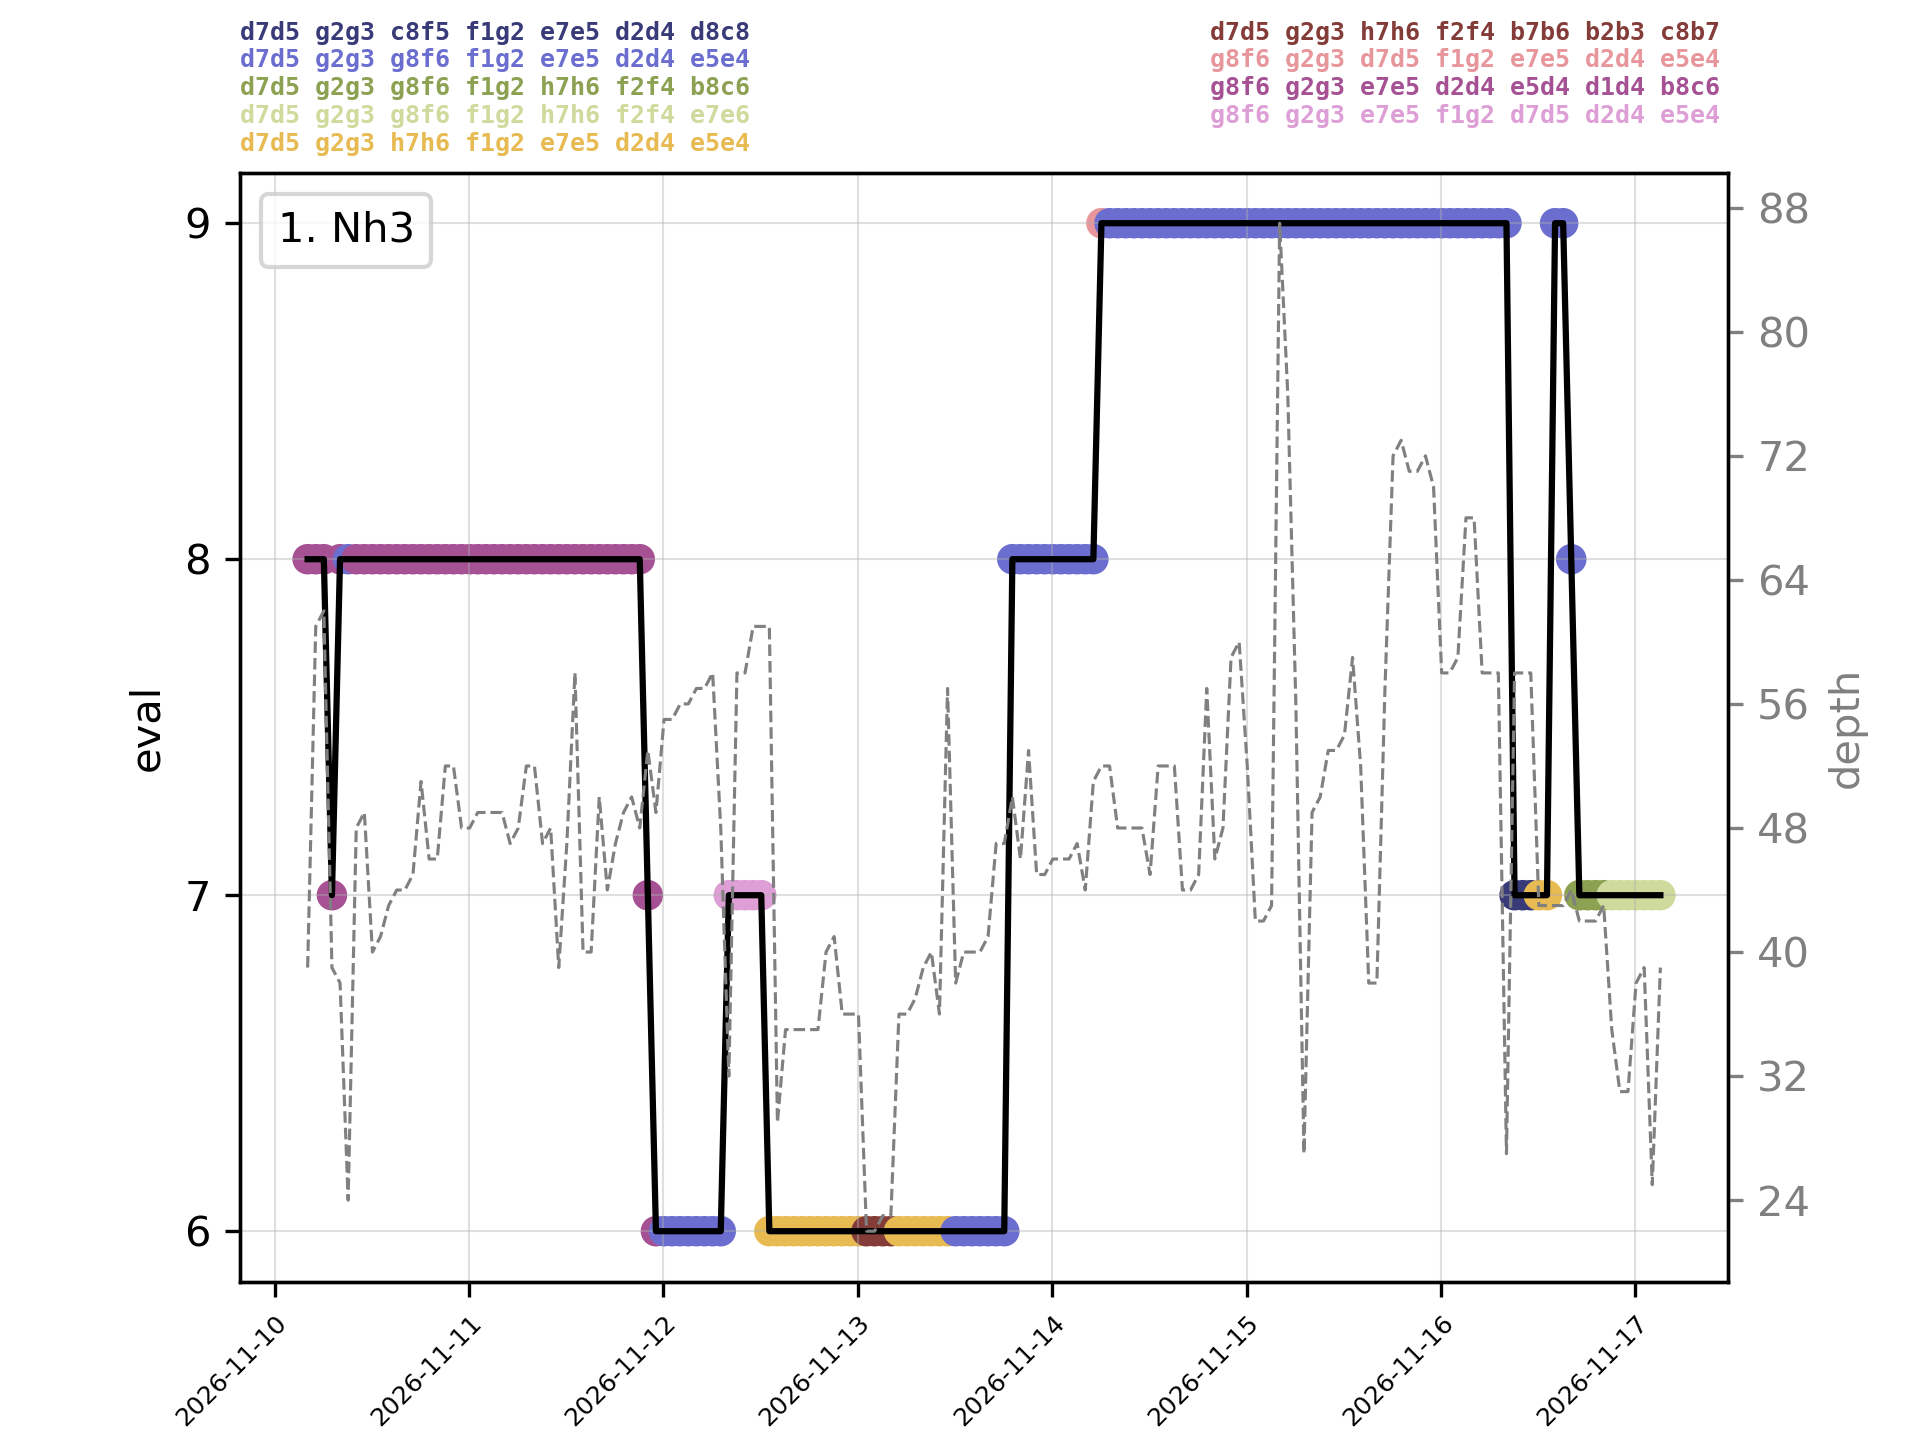 d7d5 g2g3 c8f5 f1g2 e7e5 d2d4 d8c8
d7d5 g2g3 g8f6 f1g2 e7e5 d2d4 e5e4
d7d5 g2g3 g8f6 f1g2 h7h6 f2f4 b8c6
d7d5 g2g3 g8f6 f1g2 h7h6 f2f4 e7e6
d7d5 g2g3 h7h6 f1g2 e7e5 d2d4 e5e4
d7d5 g2g3 h7h6 f2f4 b7b6 b2b3 c8b7
g8f6 g2g3 d7d5 f1g2 e7e5 d2d4 e5e4
g8f6 g2g3 e7e5 d2d4 e5d4 d1d4 b8c6
g8f6 g2g3 e7e5 f1g2 d7d5 d2d4 e5e4
1. Nh3
eval
9
8
7
6
88
80
72
64
56
48
40
32
24
depth
2026-11-10
2026-11-11
2026-11-12
2026-11-13
2026-11-14
2026-11-15
2026-11-16
2026-11-17